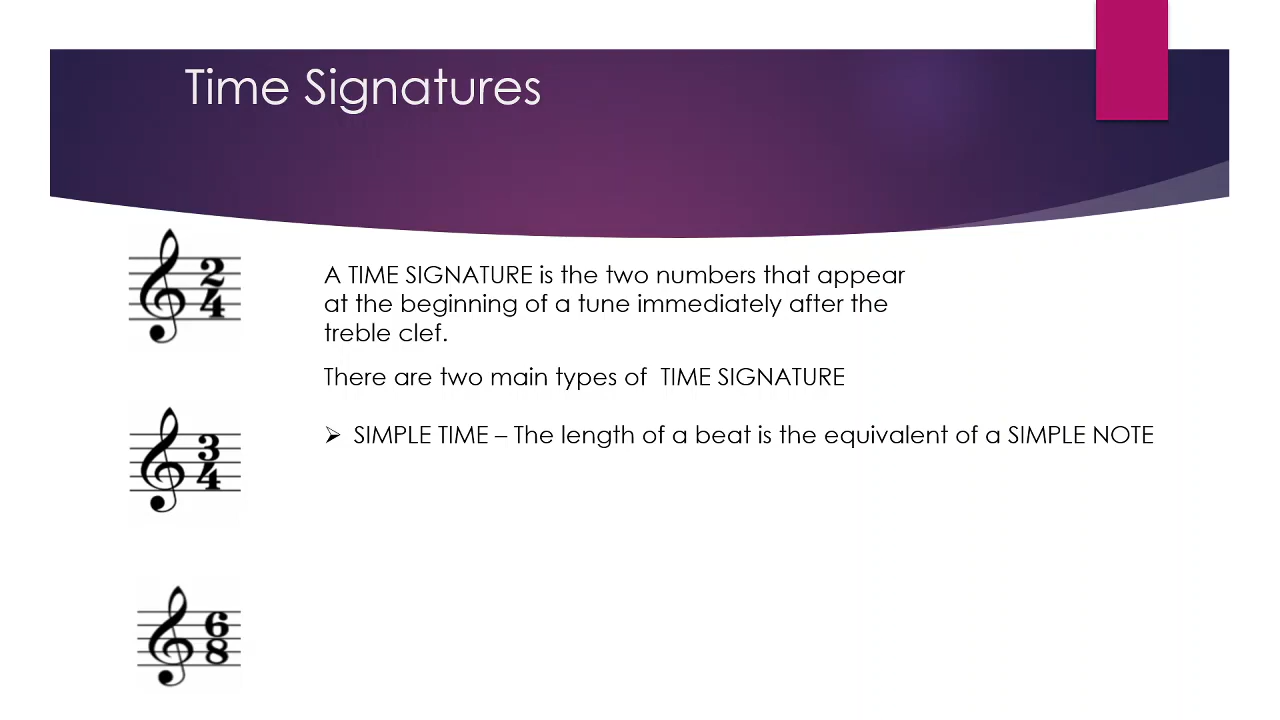 Time Signatures
2
4
A TIME SIGNATURE is the two numbers that appear
at the beginning of a tune immediately after the
treble clef.
There are two main types of TIME SIGNATURE
3
4
➢ SIMPLE TIME – The length of a beat is the equivalent of a SIMPLE NOTE
6
8